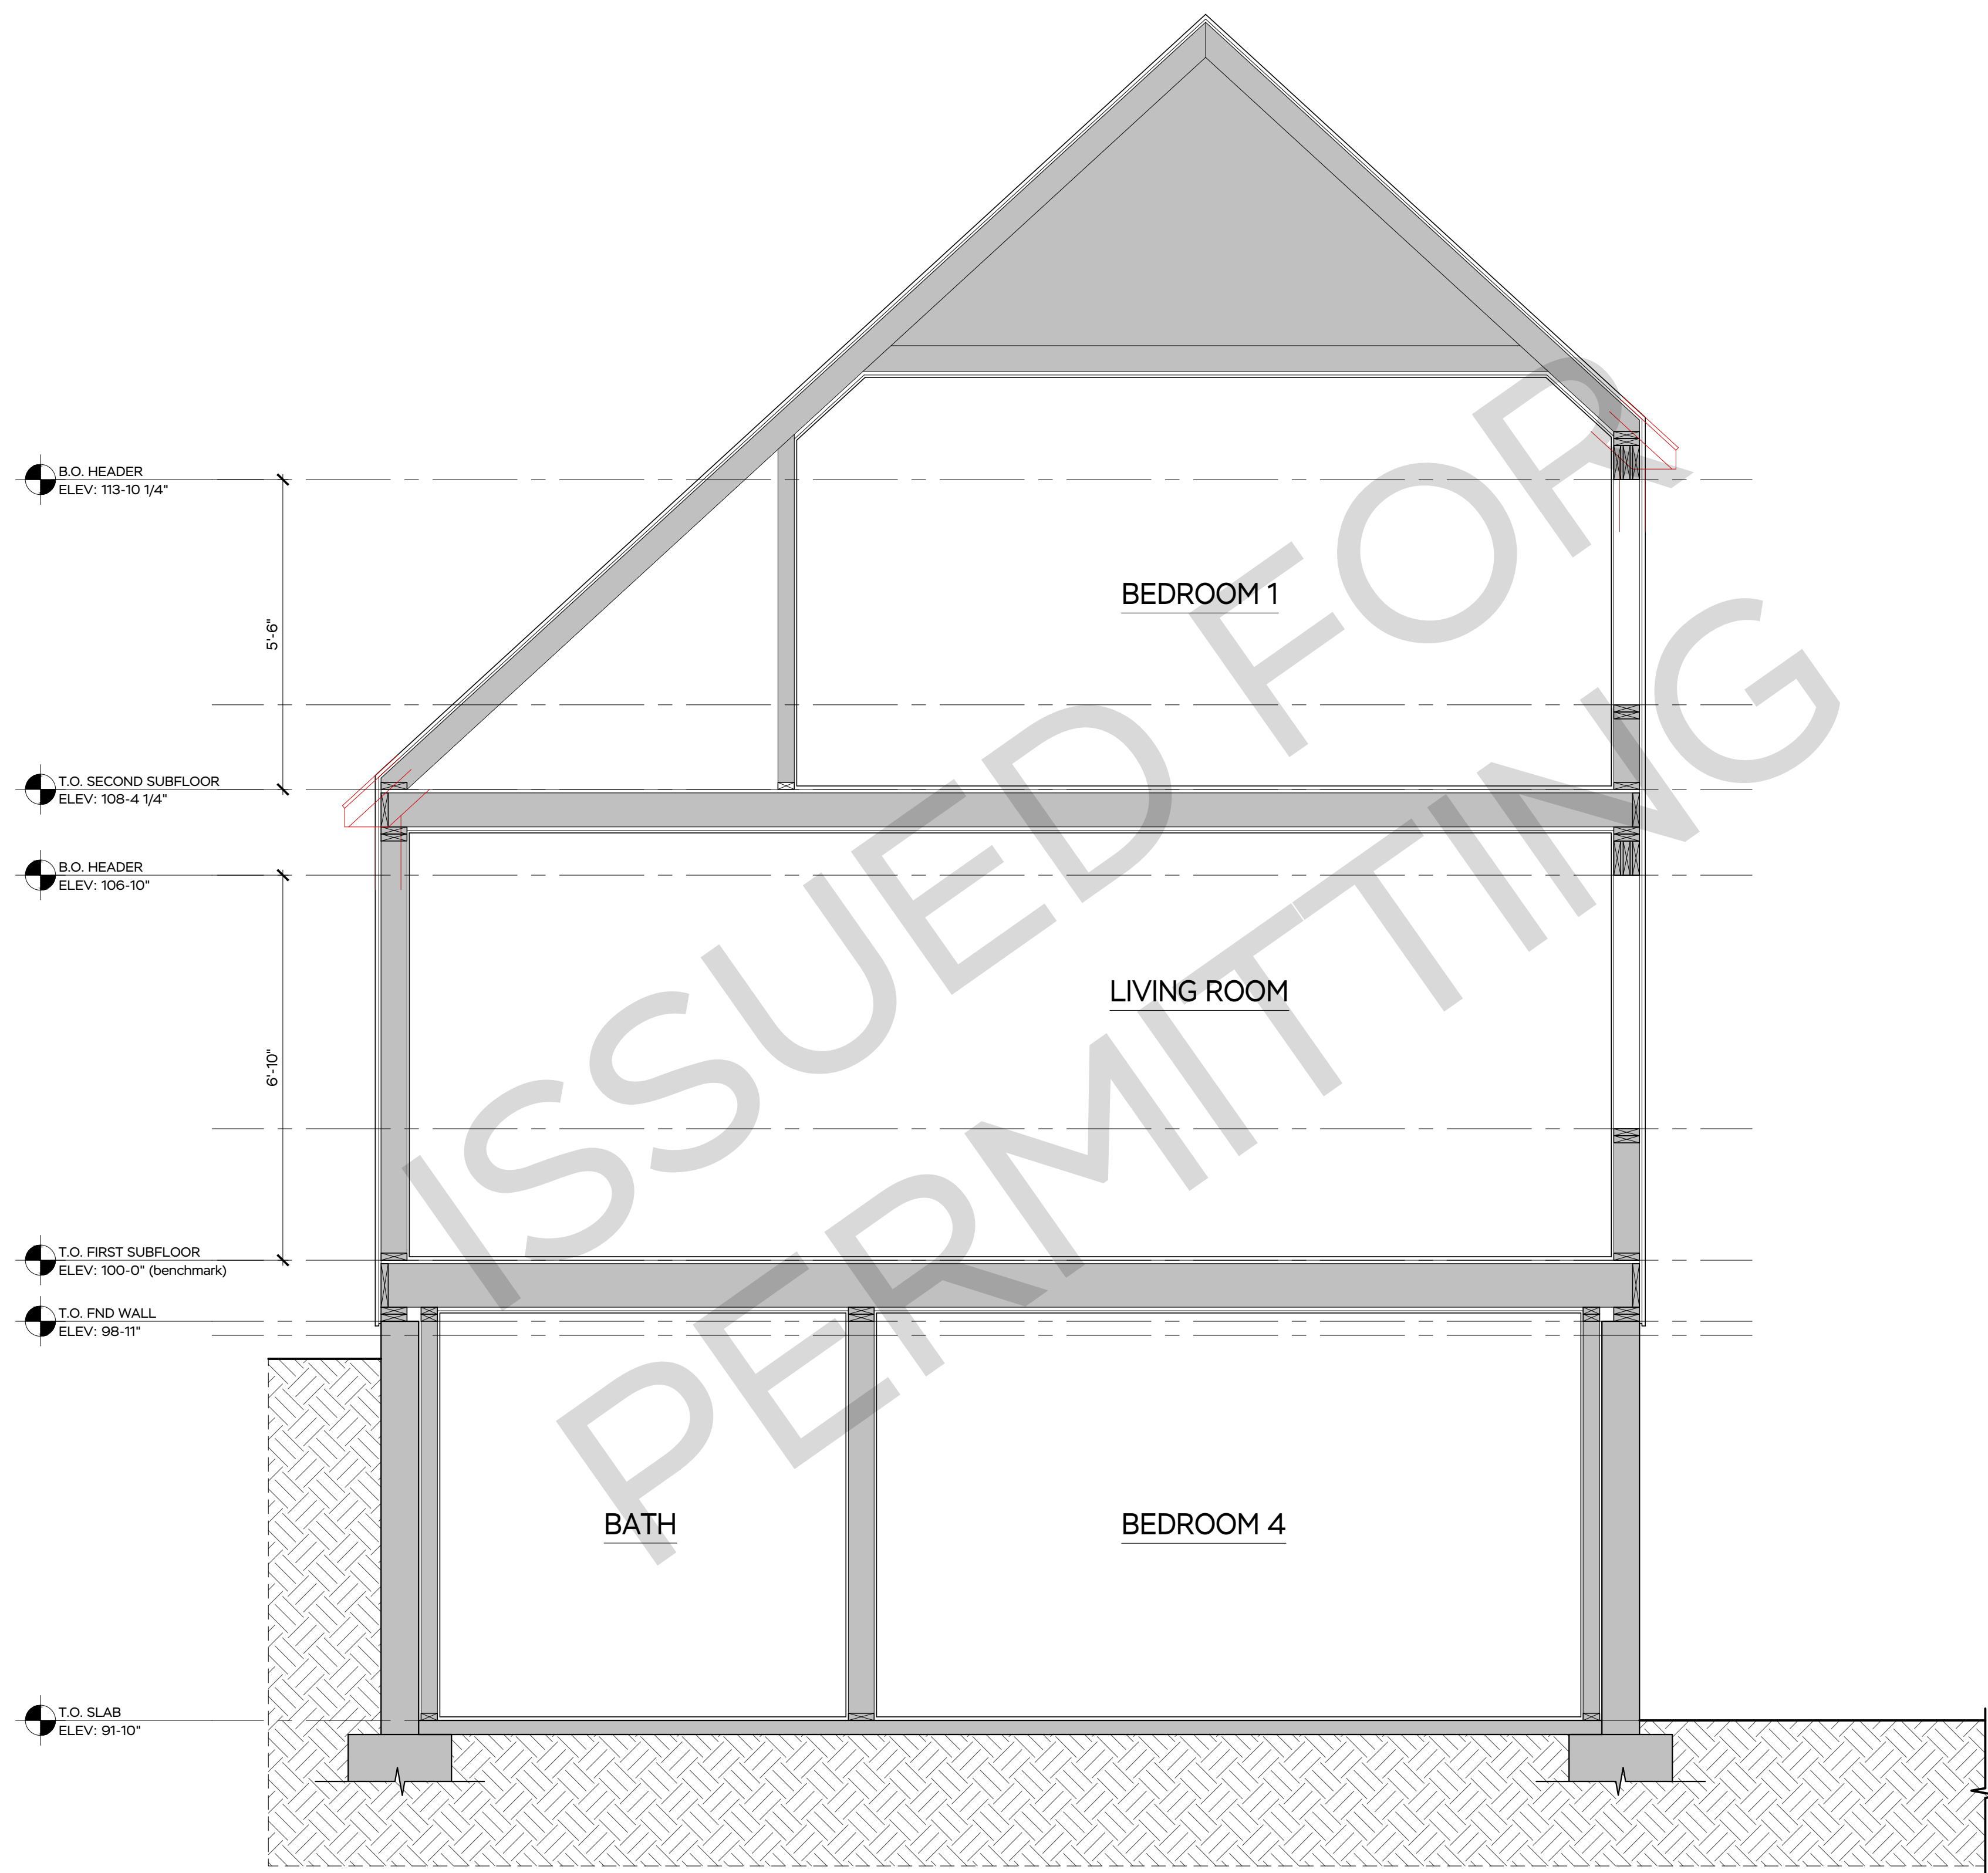 B.O. HEADER
ELEV: 113-10 1/4"
5'-6"
BEDROOM 1
T.O. SECOND SUBFLOOR
ELEV: 108-4 1/4"
B.O. HEADER
ELEV: 106-10"
LIVING ROOM
6'-10"
T.O. FIRST SUBFLOOR
ELEV: 100-0" (benchmark)
T.O. FND WALL
ELEV: 98-11"
BATH
BEDROOM 4
T.O. SLAB
ELEV: 91-10"
ISSUED FOR
PERMITTING